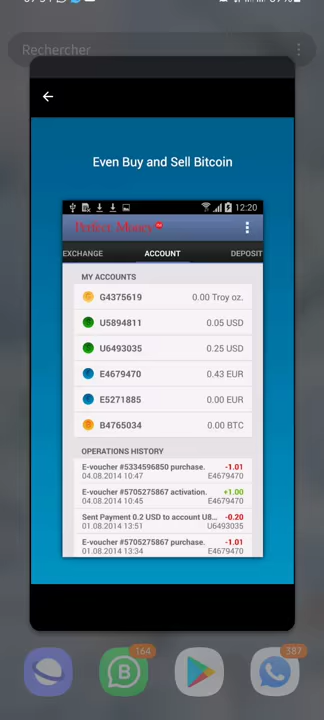 Rechercher
Even Buy and Sell Bitcoin
12:20
Perfect Money
EXCHANGE ACCOUNT DEPOSIT
MY ACCOUNTS
G4375619 0.00 Troy oz.
U5894811 0.05 USD
U6493035 0.25 USD
E4679470 0.43 EUR
E5271885 0.00 EUR
B4765034 0.00 BTC
OPERATIONS HISTORY
E-voucher #5334596850 purchase. -1.01
04.08.2014 10:47 E4679470
E-voucher #5705275867 activation. +1.00
04.08.2014 10:45 E4679470
Sent Payment 0.2 USD to account U8... -0.20
01.08.2014 13:51 U6493035
E-voucher #5705275867 purchase. -1.01
01.08.2014 13:34 E4679470
164
387